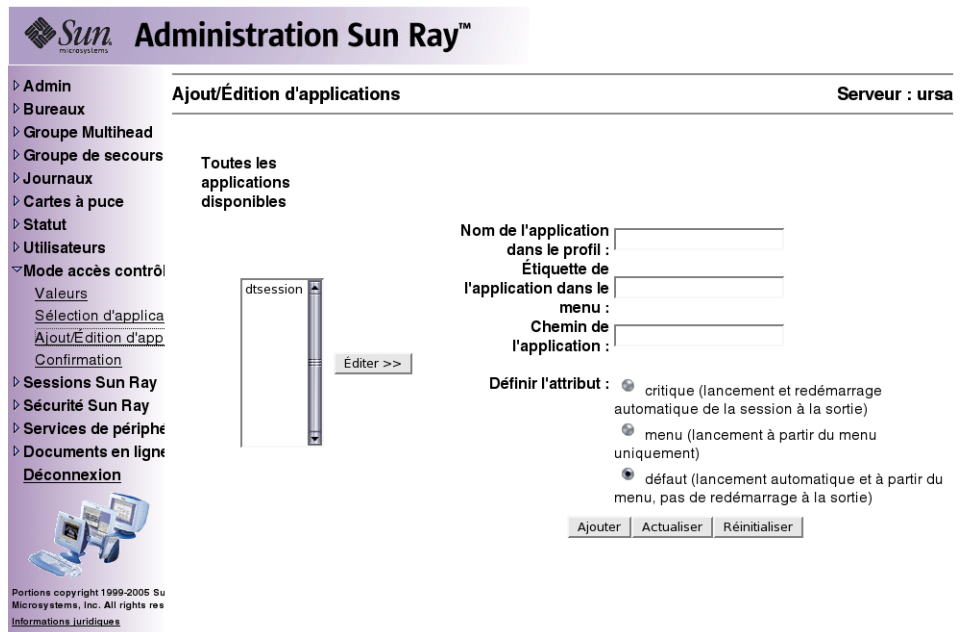 Sun
microsystems
Administration Sun Ray™
Admin
Bureaux
Groupe Multihead
Groupe de secours
Journaux
Cartes à puce
Statut
Utilisateurs
Mode accès contrôl
Valeurs
Sélection d'applica
Ajout/Édition d'app
Confirmation
Sessions Sun Ray
Sécurité Sun Ray
Services de périphé
Documents en ligne
Déconnexion
Portions copyright 1999-2005 Su
Microsystems, Inc. All rights res
Informations juridiques
Ajout/Édition d'applications
Serveur : ursa
Toutes les
applications
disponibles
dtsession
Éditer >>
Nom de l'application
dans le profil :
Étiquette de
l'application dans le
menu :
Chemin de
l'application :
Définir l'attribut :
critique (lancement et redémarrage
automatique de la session à la sortie)
menu (lancement à partir du menu
uniquement)
défaut (lancement automatique et à partir du
menu, pas de redémarrage à la sortie)
Ajouter
Actualiser
Réinitialiser